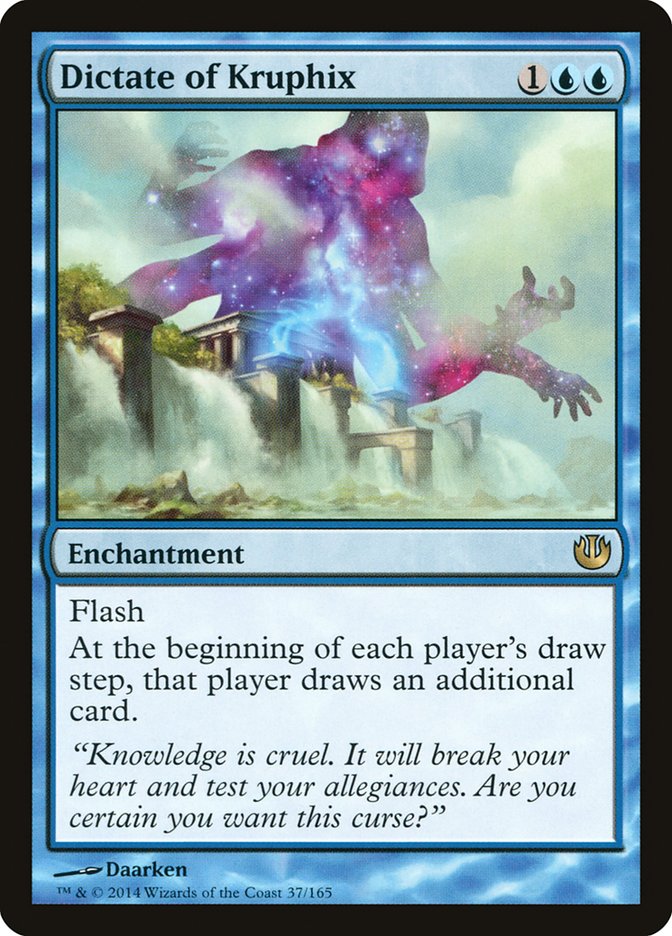 Dictate of Kruphix 1
Enchantment
Flash
At the beginning of each player's draw
step, that player draws an additional
card.
"Knowledge is cruel. It will break your
heart and test your allegiances. Are you
certain you want this curse?"
Daarken
™ & © 2014 Wizards of the Coast 37/165